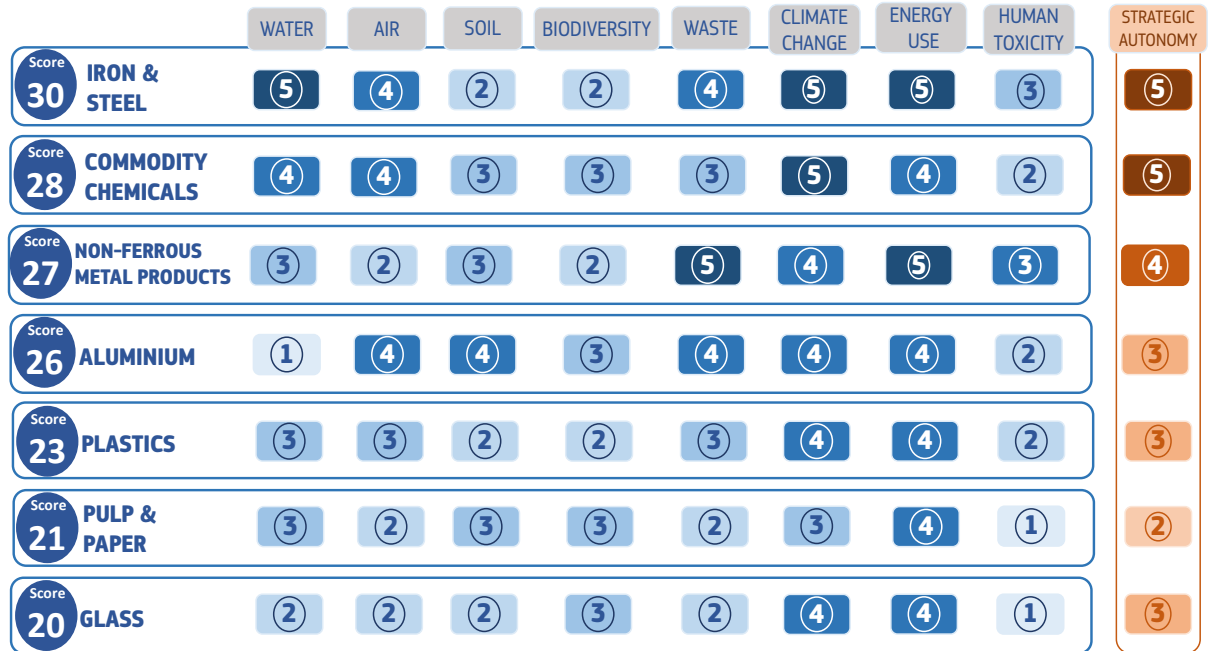 WATER AIR SOIL BIODIVERSITY WASTE CLIMATE CHANGE ENERGY USE HUMAN TOXICITY STRATEGIC AUTONOMY
Score 30 IRON & STEEL 5 4 2 2 4 5 5 3 5
Score 28 COMMODITY CHEMICALS 4 4 3 3 3 5 4 2 5
Score 27 NON-FERROUS METAL PRODUCTS 3 2 3 2 5 4 5 3 4
Score 26 ALUMINIUM 1 4 4 3 4 4 4 2 3
Score 23 PLASTICS 3 3 2 2 3 4 4 2 3
Score 21 PULP & PAPER 3 2 3 3 2 3 4 1 2
Score 20 GLASS 2 2 2 3 2 4 4 1 3